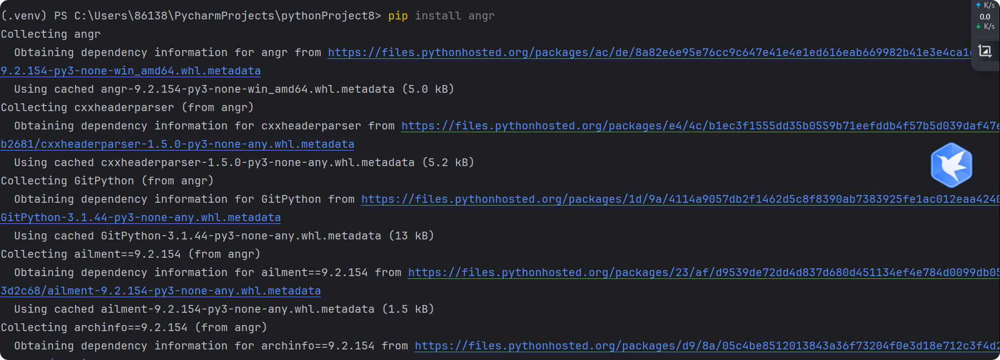 (.venv) PS C:\Users\86138\PycharmProjects\pythonProject8> pip install angr
Collecting angr
  Obtaining dependency information for angr from https://files.pythonhosted.org/packages/ac/de/8a82e6e95e76cc9c647e41e4e1ed616eab669982b41e3e4ca1
9.2.154-py3-none-win_amd64.whl.metadata
  Using cached angr-9.2.154-py3-none-win_amd64.whl.metadata (5.0 kB)
Collecting cxxheaderparser (from angr)
  Obtaining dependency information for cxxheaderparser from https://files.pythonhosted.org/packages/e4/4c/b1ec3f1555dd35b0559b71eefddb4f57b5d039daf47e
b2681/cxxheaderparser-1.5.0-py3-none-any.whl.metadata
  Using cached cxxheaderparser-1.5.0-py3-none-any.whl.metadata (5.2 kB)
Collecting GitPython (from angr)
  Obtaining dependency information for GitPython from https://files.pythonhosted.org/packages/1d/9a/4114a9057db2f1462d5c8f8390ab7383925fe1ac012eaa4240
GitPython-3.1.44-py3-none-any.whl.metadata
  Using cached GitPython-3.1.44-py3-none-any.whl.metadata (13 kB)
Collecting ailment==9.2.154 (from angr)
  Obtaining dependency information for ailment==9.2.154 from https://files.pythonhosted.org/packages/23/af/d9539de72dd4d837d680d451134ef4e784d0099db05
3d2c68/ailment-9.2.154-py3-none-any.whl.metadata
  Using cached ailment-9.2.154-py3-none-any.whl.metadata (1.5 kB)
Collecting archinfo==9.2.154 (from angr)
  Obtaining dependency information for archinfo==9.2.154 from https://files.pythonhosted.org/packages/d9/8a/05c4be8512013843a36f73204f0e3d18e712c3f4d2
K/s
0.0
K/s